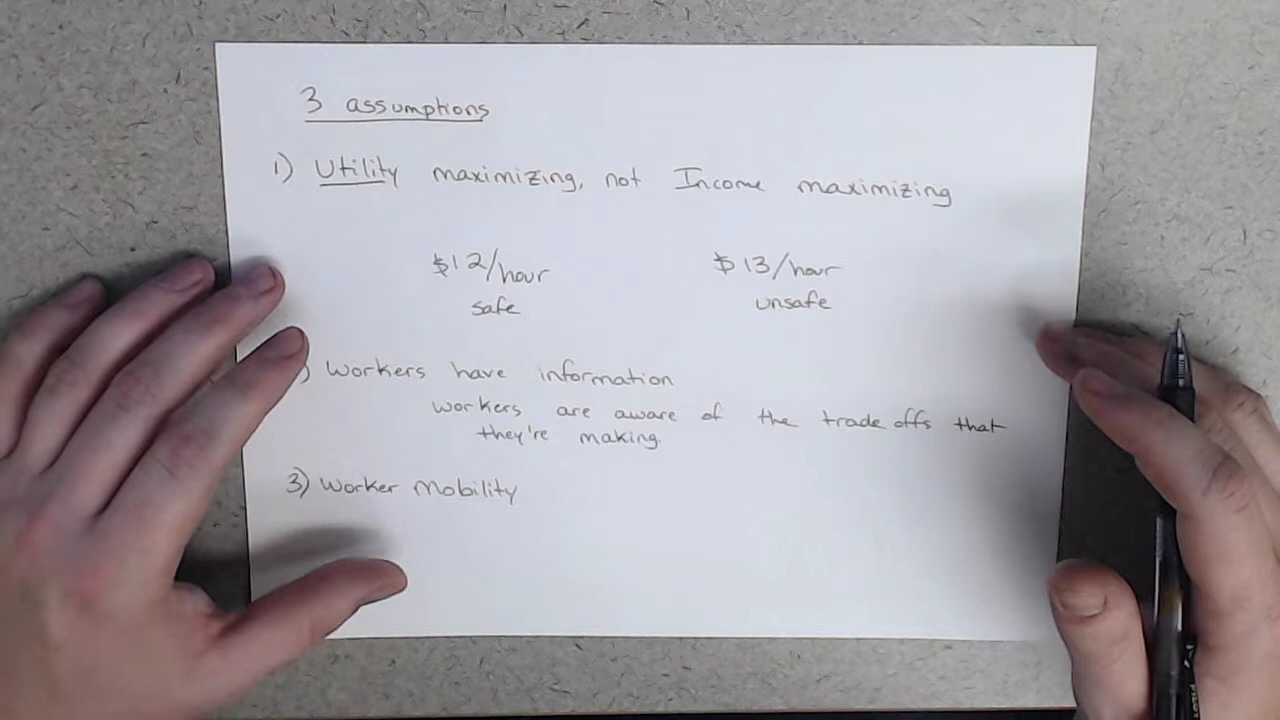 3 assumptions
1) Utility maximizing, not Income maximizing
$12/hour $13/hour
safe unsafe
) Workers have information
workers are aware of the trade offs that
they're making.
3) Worker Mobility